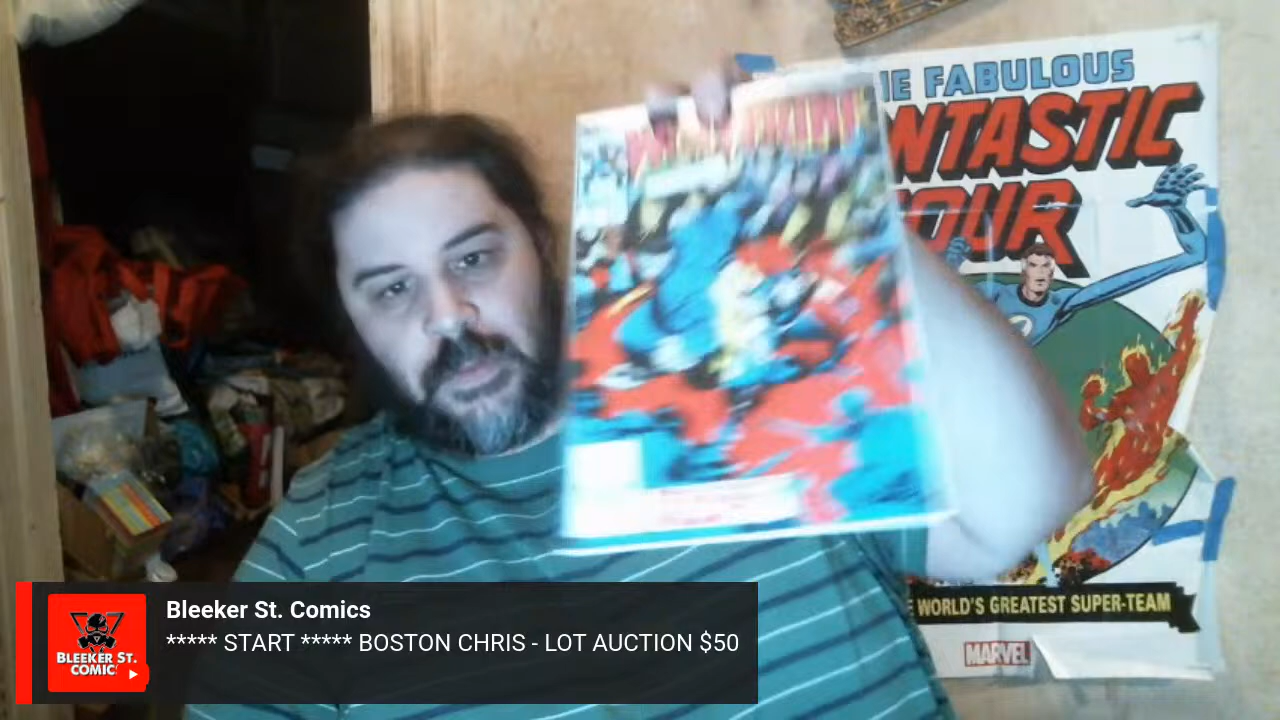 THE FABULOUS
FANTASTIC
FOUR
WORLD'S GREATEST SUPER-TEAM
MARVEL
Bleeker St. Comics
***** START ***** BOSTON CHRIS - LOT AUCTION $50
BLEEKER ST.
COMIC